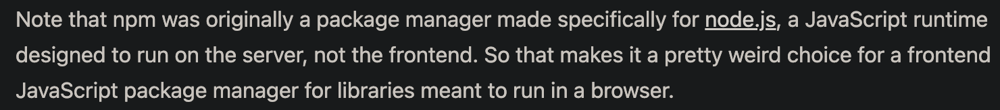 Note that npm was originally a package manager made specifically for node.js, a JavaScript runtime
designed to run on the server, not the frontend. So that makes it a pretty weird choice for a frontend
JavaScript package manager for libraries meant to run in a browser.